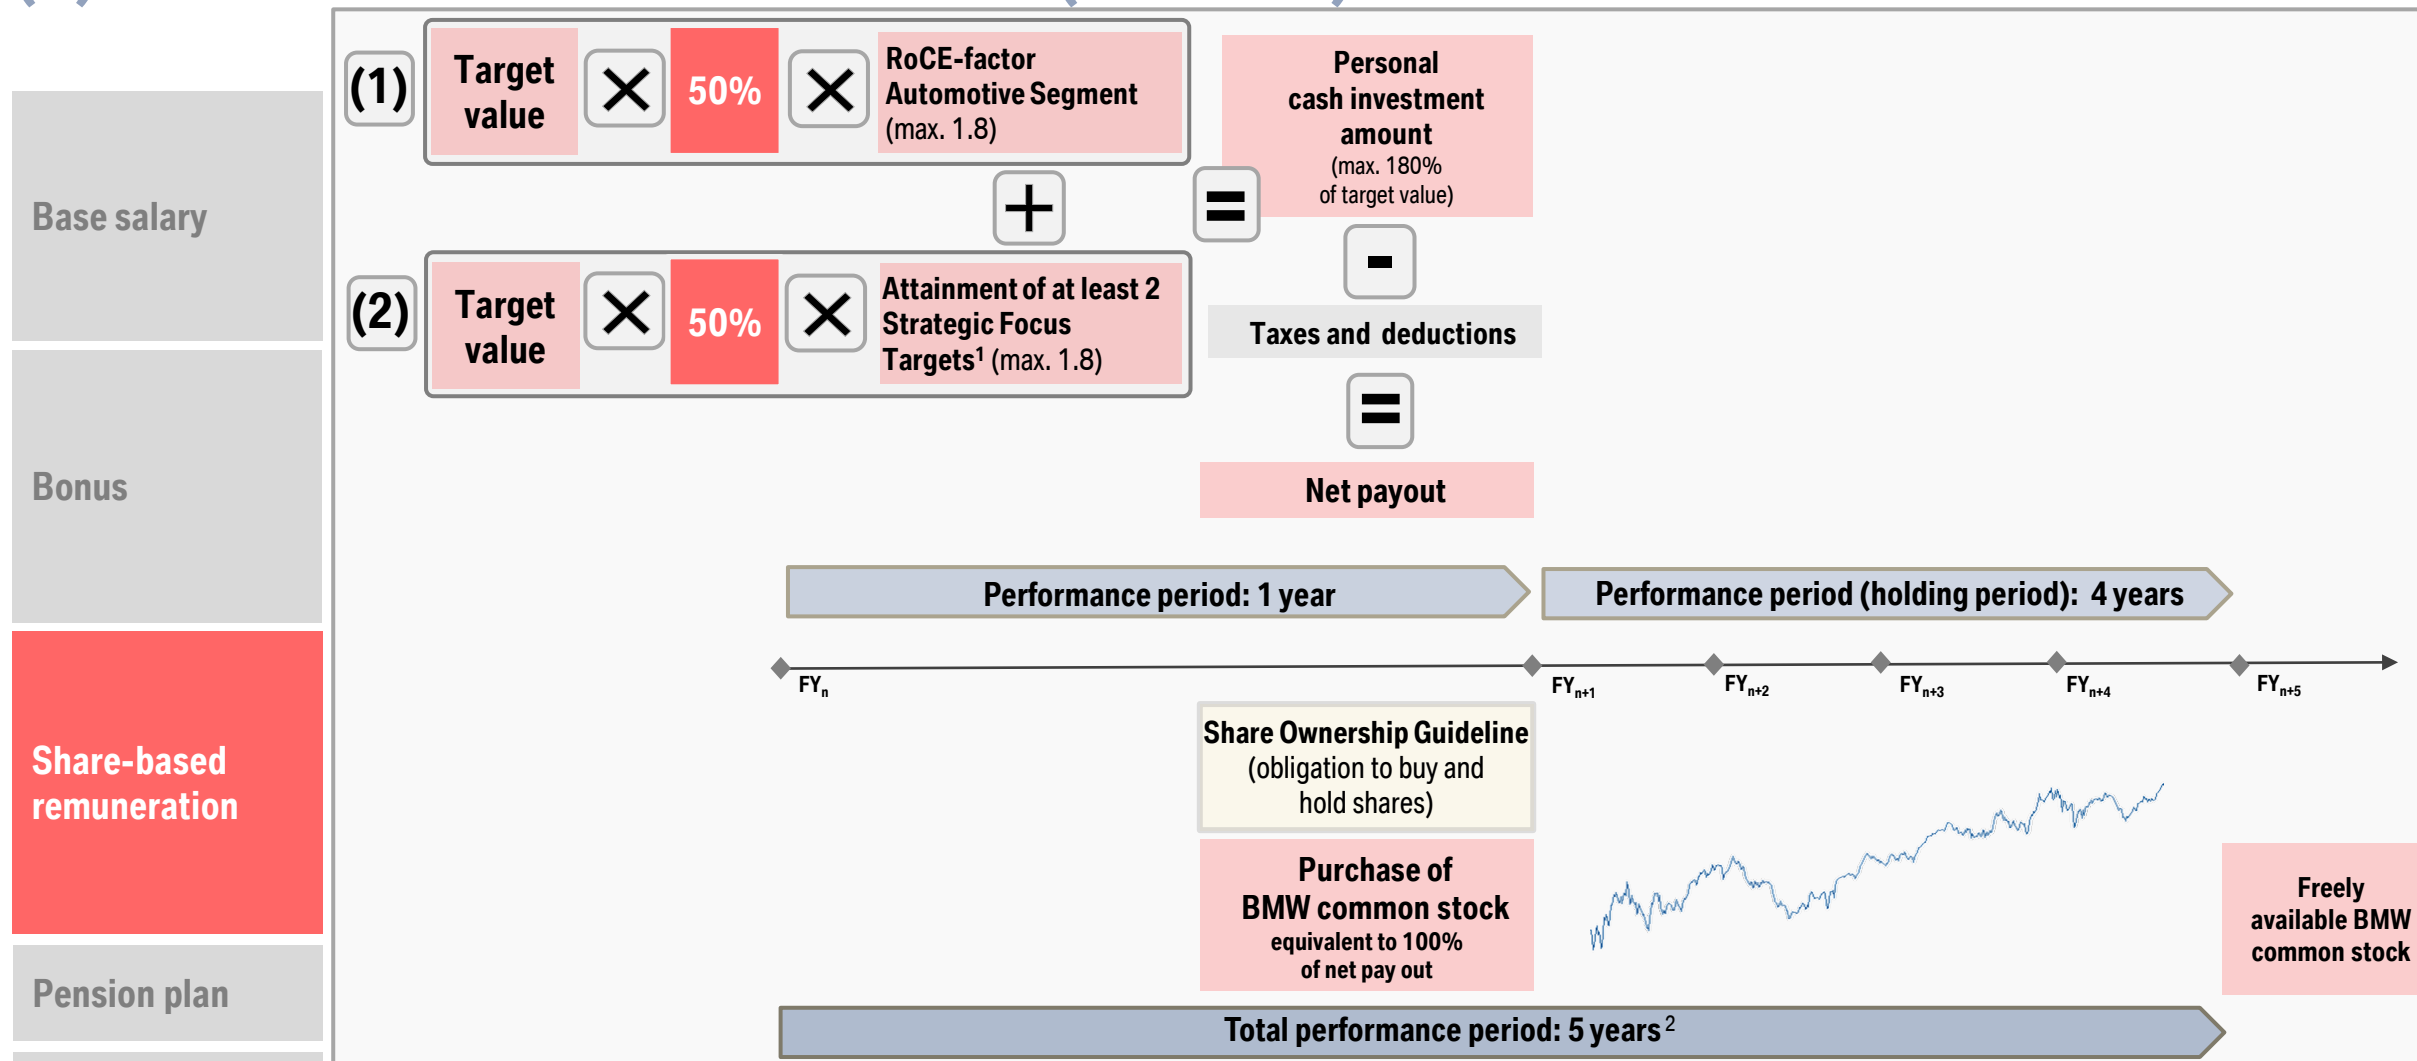 (1)
Target
value
50%
RoCE-factor
Automotive Segment
(max. 1.8)
Personal
cash investment
amount
(max. 180%
of target value)
+
=
-
(2)
Target
value
50%
Attainment of at least 2
Strategic Focus
Targets¹ (max. 1.8)
Taxes and deductions
=
Net payout
Base salary
Bonus
Share-based
remuneration
Pension plan
Performance period: 1 year
Performance period (holding period): 4 years
FYn
FYn+1
FYn+2
FYn+3
FYn+4
FYn+5
Share Ownership Guideline
(obligation to buy and
hold shares)
Purchase of
BMW common stock
equivalent to 100%
of net pay out
Freely
available BMW
common stock
Total performance period: 5 years²